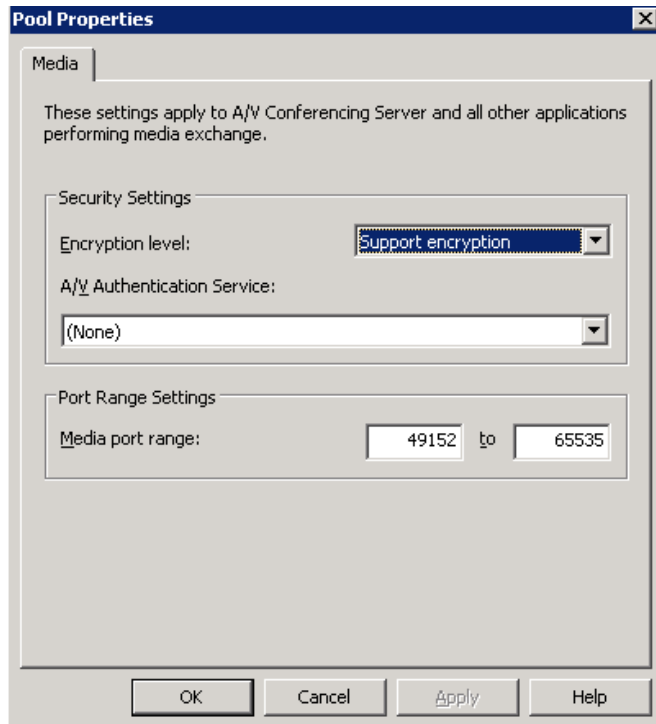 Pool Properties
Media
These settings apply to A/V Conferencing Server and all other applications
performing media exchange.
Security Settings
Encryption level:
Support encryption
A/V Authentication Service:
(None)
Port Range Settings
Media port range:
49152 to 65535
OK Cancel Apply Help